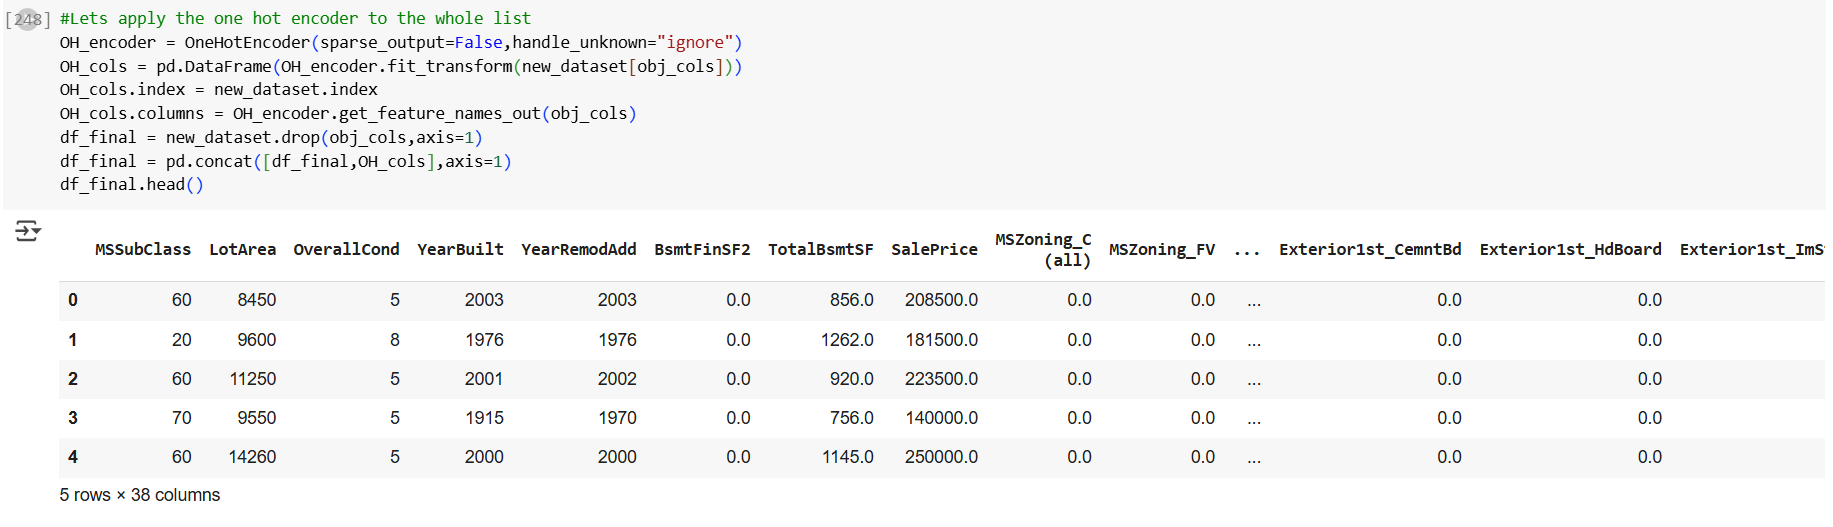 [248] #Lets apply the one hot encoder to the whole list
OH_encoder = OneHotEncoder(sparse_output=False,handle_unknown="ignore")
OH_cols = pd.DataFrame(OH_encoder.fit_transform(new_dataset[obj_cols]))
OH_cols.index = new_dataset.index
OH_cols.columns = OH_encoder.get_feature_names_out(obj_cols)
df_final = new_dataset.drop(obj_cols,axis=1)
df_final = pd.concat([df_final,OH_cols],axis=1)
df_final.head()
MSSubClass LotArea OverallCond YearBuilt YearRemodAdd BsmtFinSF2 TotalBsmtSF SalePrice MSZoning_C (all) MSZoning_FV ... Exterior1st_CemntBd Exterior1st_HdBoard Exterior1st_ImS
0 60 8450 5 2003 2003 0.0 856.0 208500.0 0.0 0.0 ... 0.0 0.0
1 20 9600 8 1976 1976 0.0 1262.0 181500.0 0.0 0.0 ... 0.0 0.0
2 60 11250 5 2001 2002 0.0 920.0 223500.0 0.0 0.0 ... 0.0 0.0
3 70 9550 5 1915 1970 0.0 756.0 140000.0 0.0 0.0 ... 0.0 0.0
4 60 14260 5 2000 2000 0.0 1145.0 250000.0 0.0 0.0 ... 0.0 0.0
5 rows × 38 columns